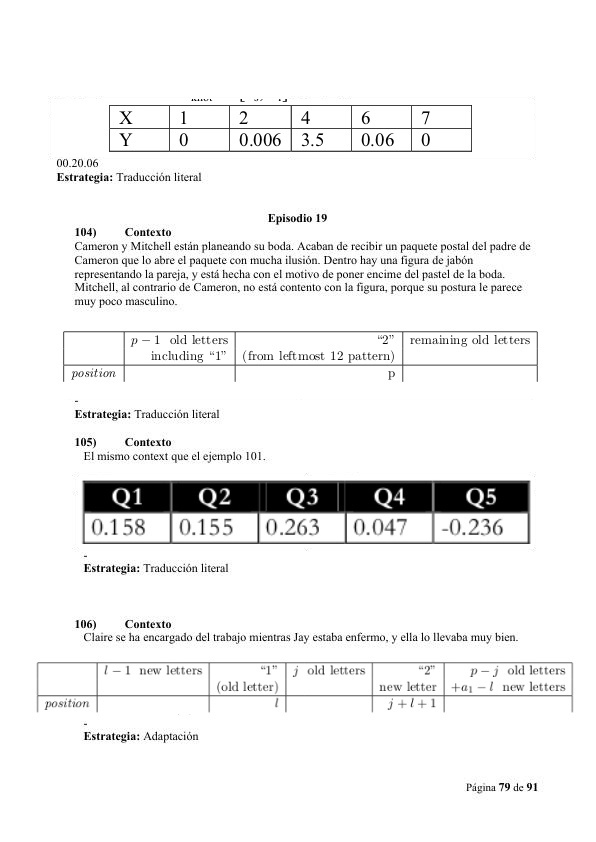 X 1 2 4 6 7
Y 0 0.006 3.5 0.06 0
00.20.06
Estrategia: Traducción literal
Episodio 19
104) Contexto
Cameron y Mitchell están planeando su boda. Acaban de recibir un paquete postal del padre de
Cameron que lo abre el paquete con mucha ilusión. Dentro hay una figura de jabón
representando la pareja, y está hecha con el motivo de poner encime del pastel de la boda.
Mitchell, al contrario de Cameron, no está contento con la figura, porque su postura le parece
muy poco masculino.
p − 1 old letters “2” remaining old letters
including “1” (from leftmost 12 pattern)
position p
-
Estrategia: Traducción literal
105) Contexto
El mismo context que el ejemplo 101.
Q1 Q2 Q3 Q4 Q5
0.158 0.155 0.263 0.047 -0.236
-
Estrategia: Traducción literal
106) Contexto
Claire se ha encargado del trabajo mientras Jay estaba enfermo, y ella lo llevaba muy bien.
l − 1 new letters “1” j old letters “2” p − j old letters
(old letter) new letter +a₁ − l new letters
position l j + l + 1
-
Estrategia: Adaptación
Página 79 de 91